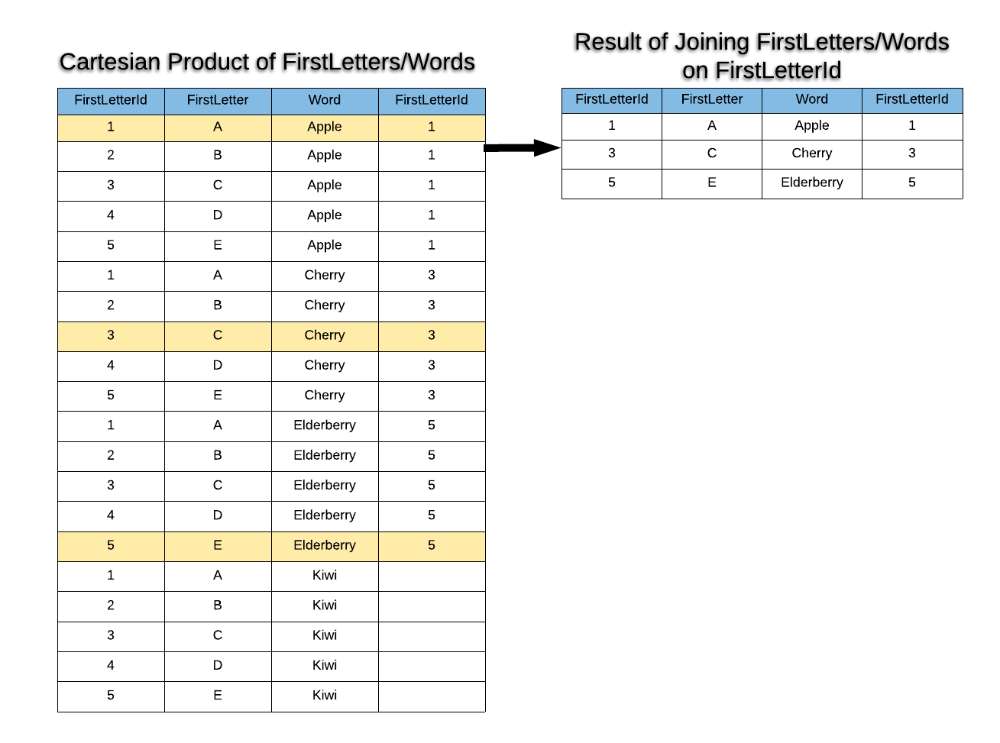 Cartesian Product of FirstLetters/Words
FirstLetterId FirstLetter Word FirstLetterId
1 A Apple 1
2 B Apple 1
3 C Apple 1
4 D Apple 1
5 E Apple 1
1 A Cherry 3
2 B Cherry 3
3 C Cherry 3
4 D Cherry 3
5 E Cherry 3
1 A Elderberry 5
2 B Elderberry 5
3 C Elderberry 5
4 D Elderberry 5
5 E Elderberry 5
1 A Kiwi
2 B Kiwi
3 C Kiwi
4 D Kiwi
5 E Kiwi
Result of Joining FirstLetters/Words
on FirstLetterId
FirstLetterId FirstLetter Word FirstLetterId
1 A Apple 1
3 C Cherry 3
5 E Elderberry 5